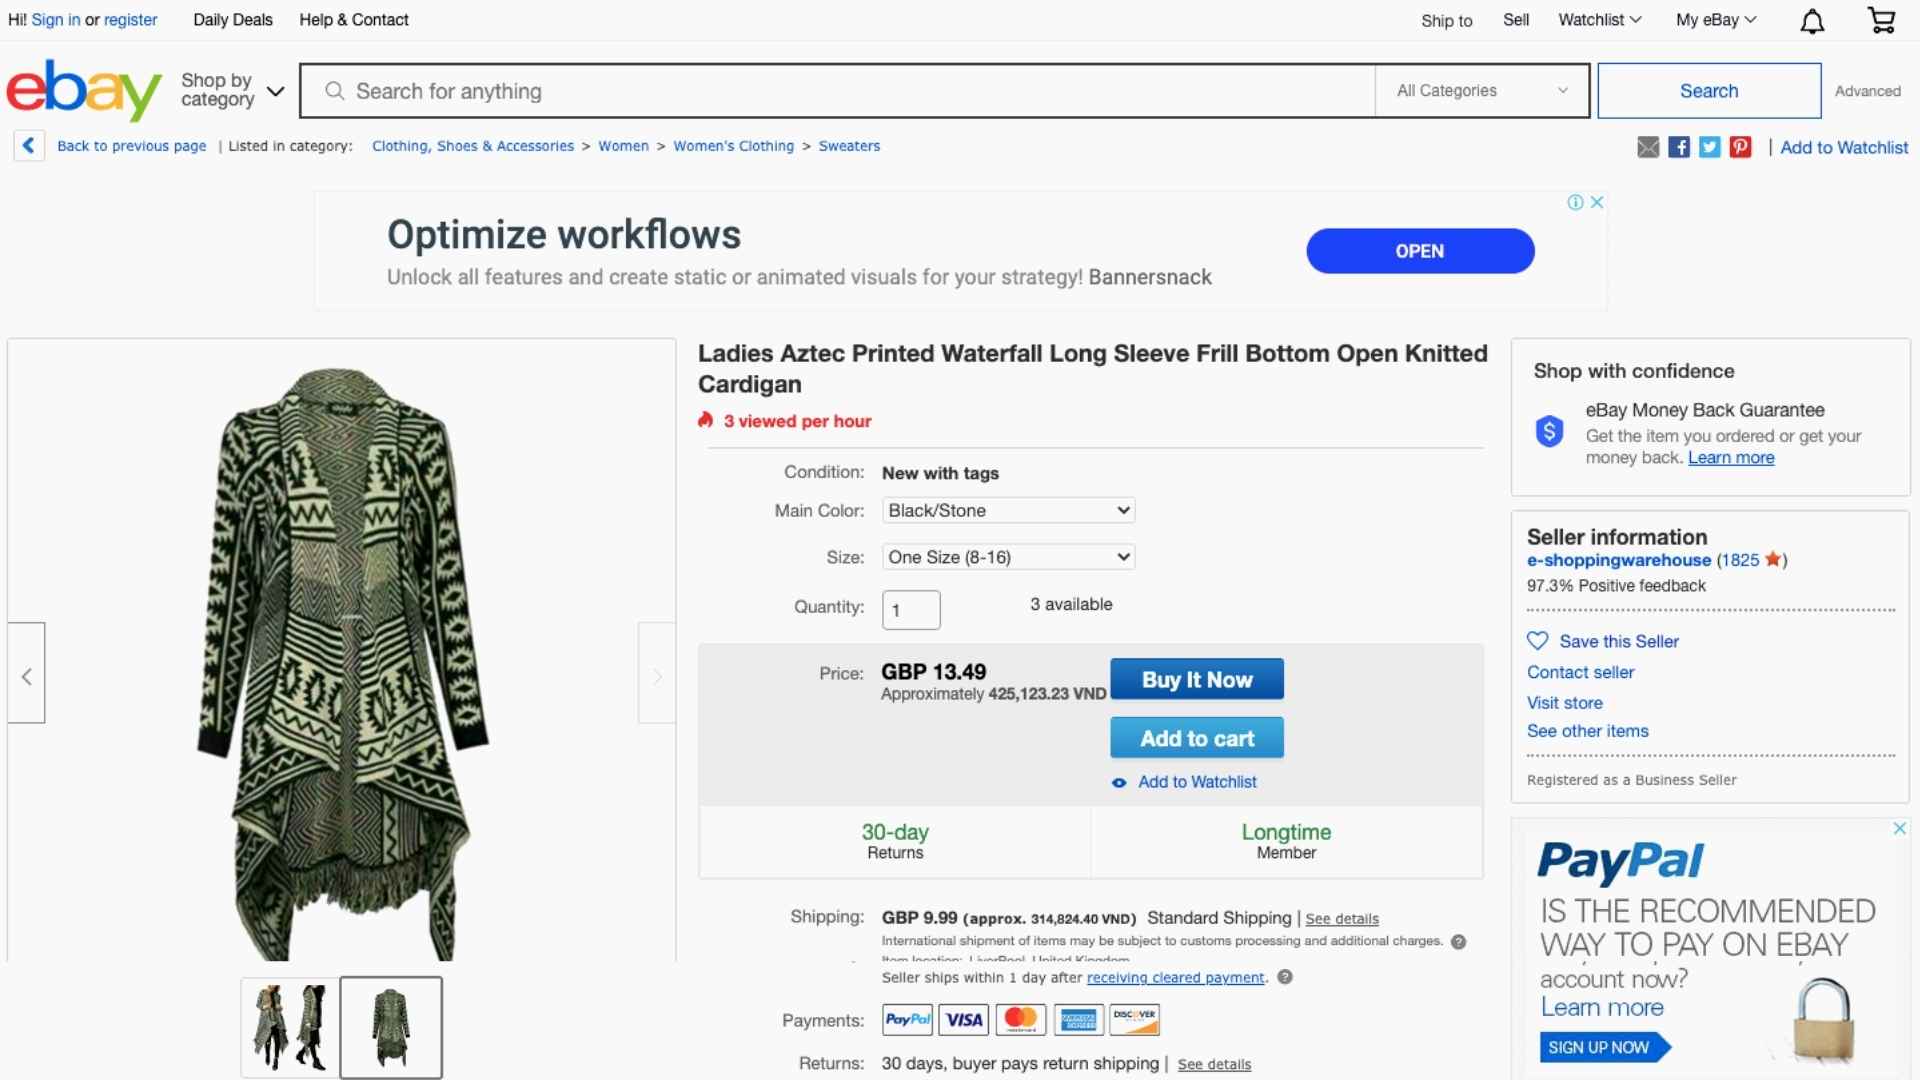 Hi! Sign in or register Daily Deals Help & Contact Ship to Sell Watchlist My eBay
ebay Shop by category Search for anything All Categories Search Advanced
Back to previous page | Listed in category: Clothing, Shoes & Accessories > Women > Women's Clothing > Sweaters | Add to Watchlist
Optimize workflows
Unlock all features and create static or animated visuals for your strategy! Bannersnack
OPEN
Ladies Aztec Printed Waterfall Long Sleeve Frill Bottom Open Knitted
Cardigan
3 viewed per hour
Condition: New with tags
Main Color: Black/Stone
Size: One Size (8-16)
Quantity: 1 3 available
Price: GBP 13.49
Approximately 425,123.23 VND
Buy It Now
Add to cart
Add to Watchlist
30-day
Returns
Longtime
Member
Shipping: GBP 9.99 (approx. 314,824.40 VND) Standard Shipping | See details
International shipment of items may be subject to customs processing and additional charges.
Item location: LiverPool, United Kingdom
Seller ships within 1 day after receiving cleared payment.
Payments: PayPal VISA mastercard AMERICAN EXPRESS DISCOVER
Returns: 30 days, buyer pays return shipping | See details
Shop with confidence
eBay Money Back Guarantee
Get the item you ordered or get your
money back. Learn more
Seller information
e-shoppingwarehouse (1825)
97.3% Positive feedback
Save this Seller
Contact seller
Visit store
See other items
Registered as a Business Seller
PayPal
IS THE RECOMMENDED
WAY TO PAY ON EBAY
account now?
Learn more
SIGN UP NOW